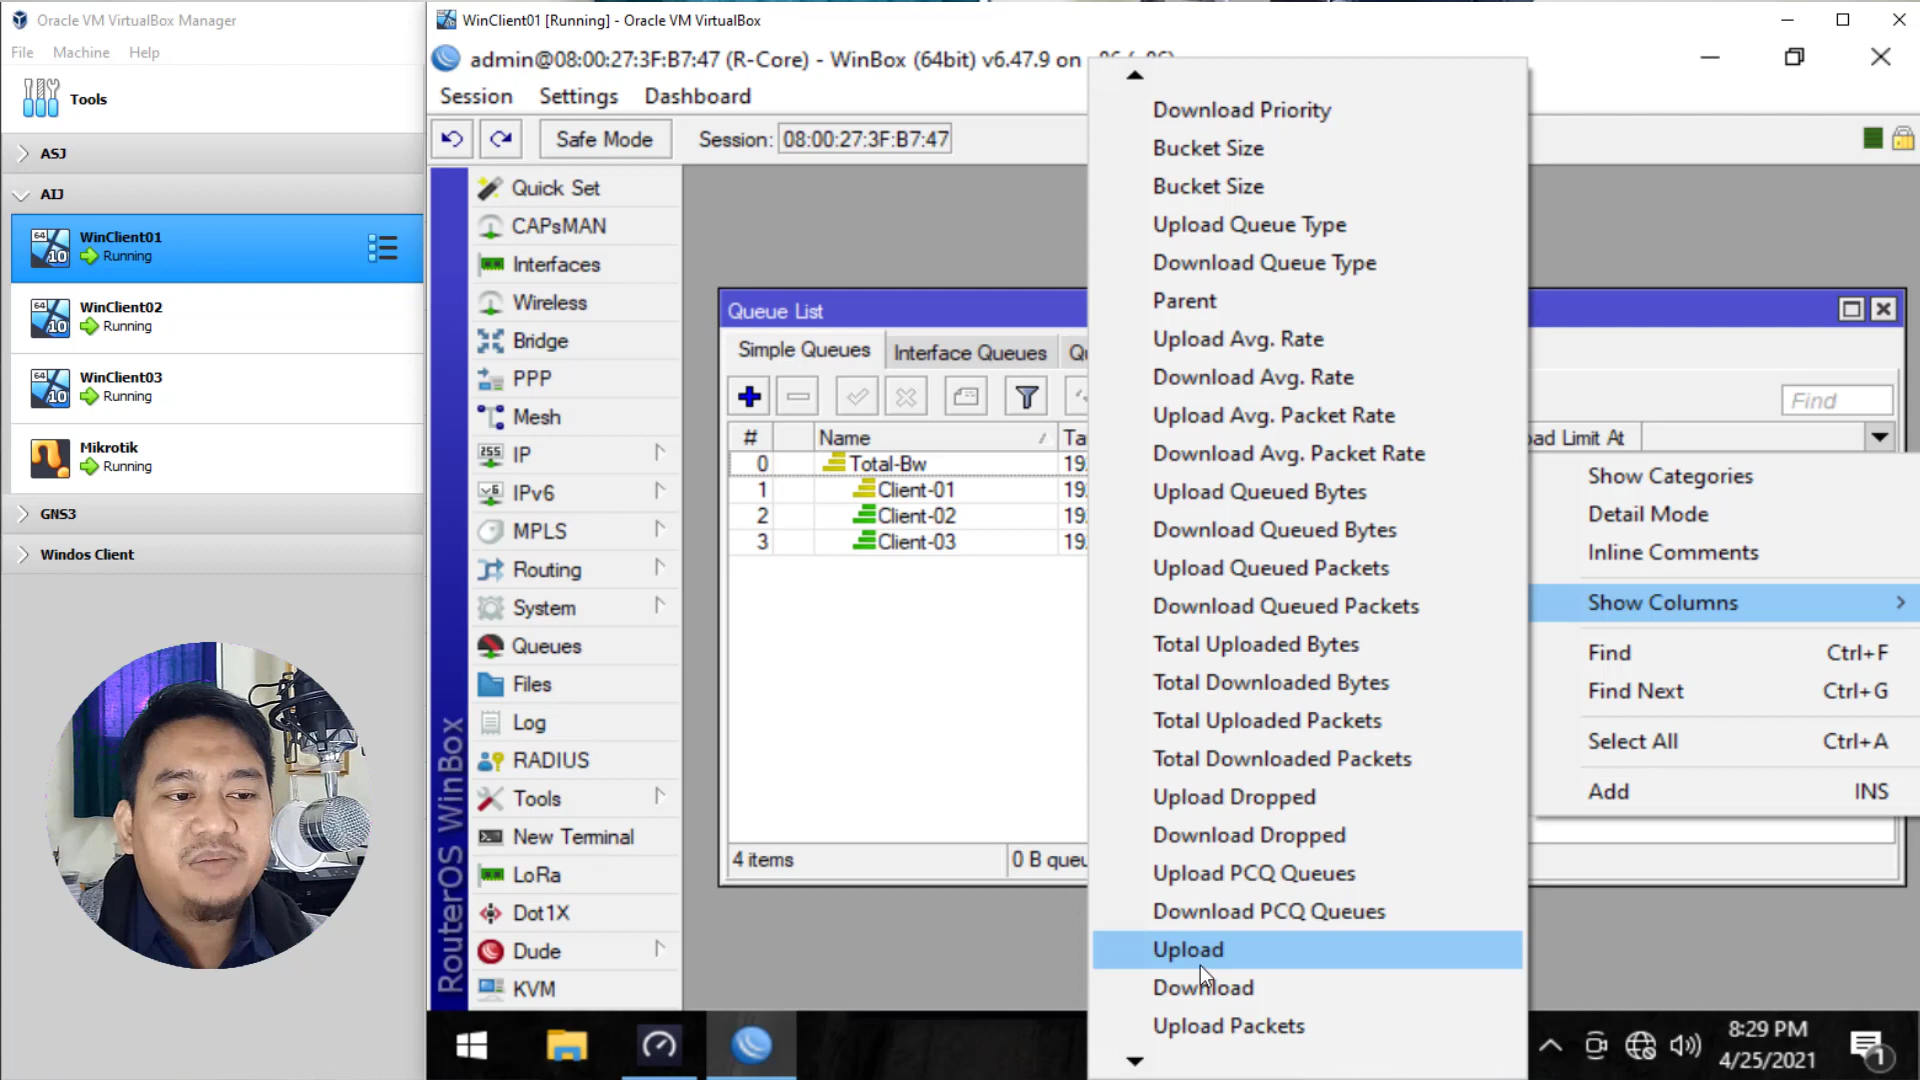 Oracle VM VirtualBox Manager
File Machine Help
Tools
ASJ
AIJ
WinClient01
Running
WinClient02
Running
WinClient03
Running
Mikrotik
Running
GNS3
Windos Client
WinClient01 [Running] - Oracle VM VirtualBox
admin@08:00:27:3F:B7:47 (R-Core) - WinBox (64bit) v6.47.9 on
Session Settings Dashboard
Safe Mode Session: 08:00:27:3F:B7:47
RouterOS WinBox
Quick Set
CAPsMAN
Interfaces
Wireless
Bridge
PPP
Mesh
IP
IPv6
MPLS
Routing
System
Queues
Files
Log
RADIUS
Tools
New Terminal
LoRa
Dot1X
Dude
KVM
Queue List
Simple Queues Interface Queues Qu
Find
# Name Ta ad Limit At
0 Total-Bw 19
1 Client-01 19
2 Client-02 19
3 Client-03 19
4 items 0 B queu
Download Priority
Bucket Size
Bucket Size
Upload Queue Type
Download Queue Type
Parent
Upload Avg. Rate
Download Avg. Rate
Upload Avg. Packet Rate
Download Avg. Packet Rate
Upload Queued Bytes
Download Queued Bytes
Upload Queued Packets
Download Queued Packets
Total Uploaded Bytes
Total Downloaded Bytes
Total Uploaded Packets
Total Downloaded Packets
Upload Dropped
Download Dropped
Upload PCQ Queues
Download PCQ Queues
Upload
Download
Upload Packets
Show Categories
Detail Mode
Inline Comments
Show Columns
Find Ctrl+F
Find Next Ctrl+G
Select All Ctrl+A
Add INS
8:29 PM
4/25/2021
1